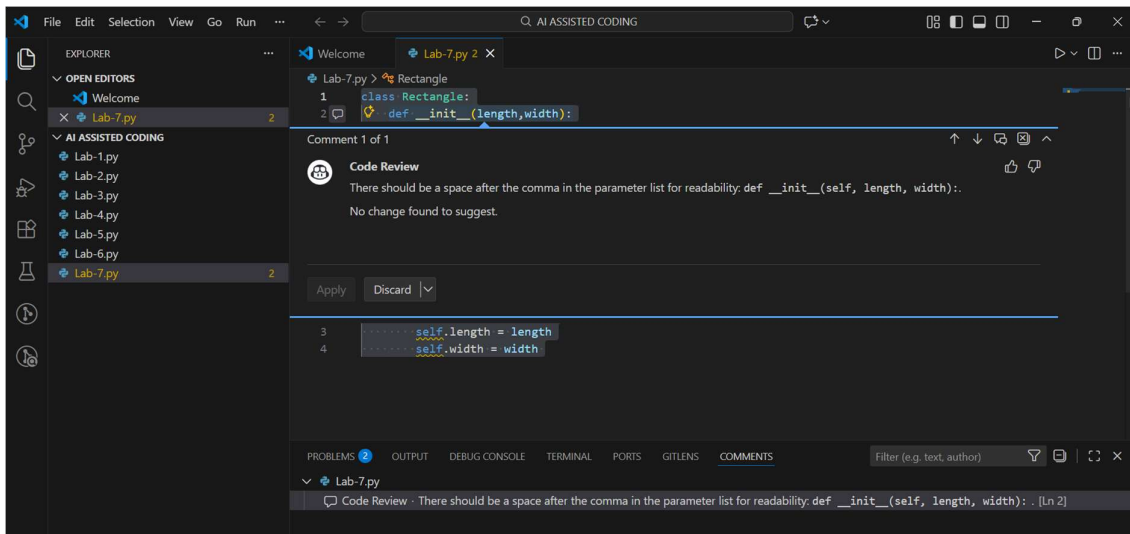 File Edit Selection View Go Run ··· AI ASSISTED CODING
EXPLORER ···
OPEN EDITORS
Welcome
Lab-7.py 2
AI ASSISTED CODING
Lab-1.py
Lab-2.py
Lab-3.py
Lab-4.py
Lab-5.py
Lab-6.py
Lab-7.py 2
Welcome Lab-7.py 2
Lab-7.py > Rectangle
1 class Rectangle:
2 def __init__(length,width):
Comment 1 of 1
Code Review
There should be a space after the comma in the parameter list for readability: def __init__(self, length, width):.
No change found to suggest.
Apply Discard
3 self.length = length
4 self.width = width
PROBLEMS 2 OUTPUT DEBUG CONSOLE TERMINAL PORTS GITLENS COMMENTS Filter (e.g. text, author)
Lab-7.py
Code Review · There should be a space after the comma in the parameter list for readability: def __init__(self, length, width): . [Ln 2]